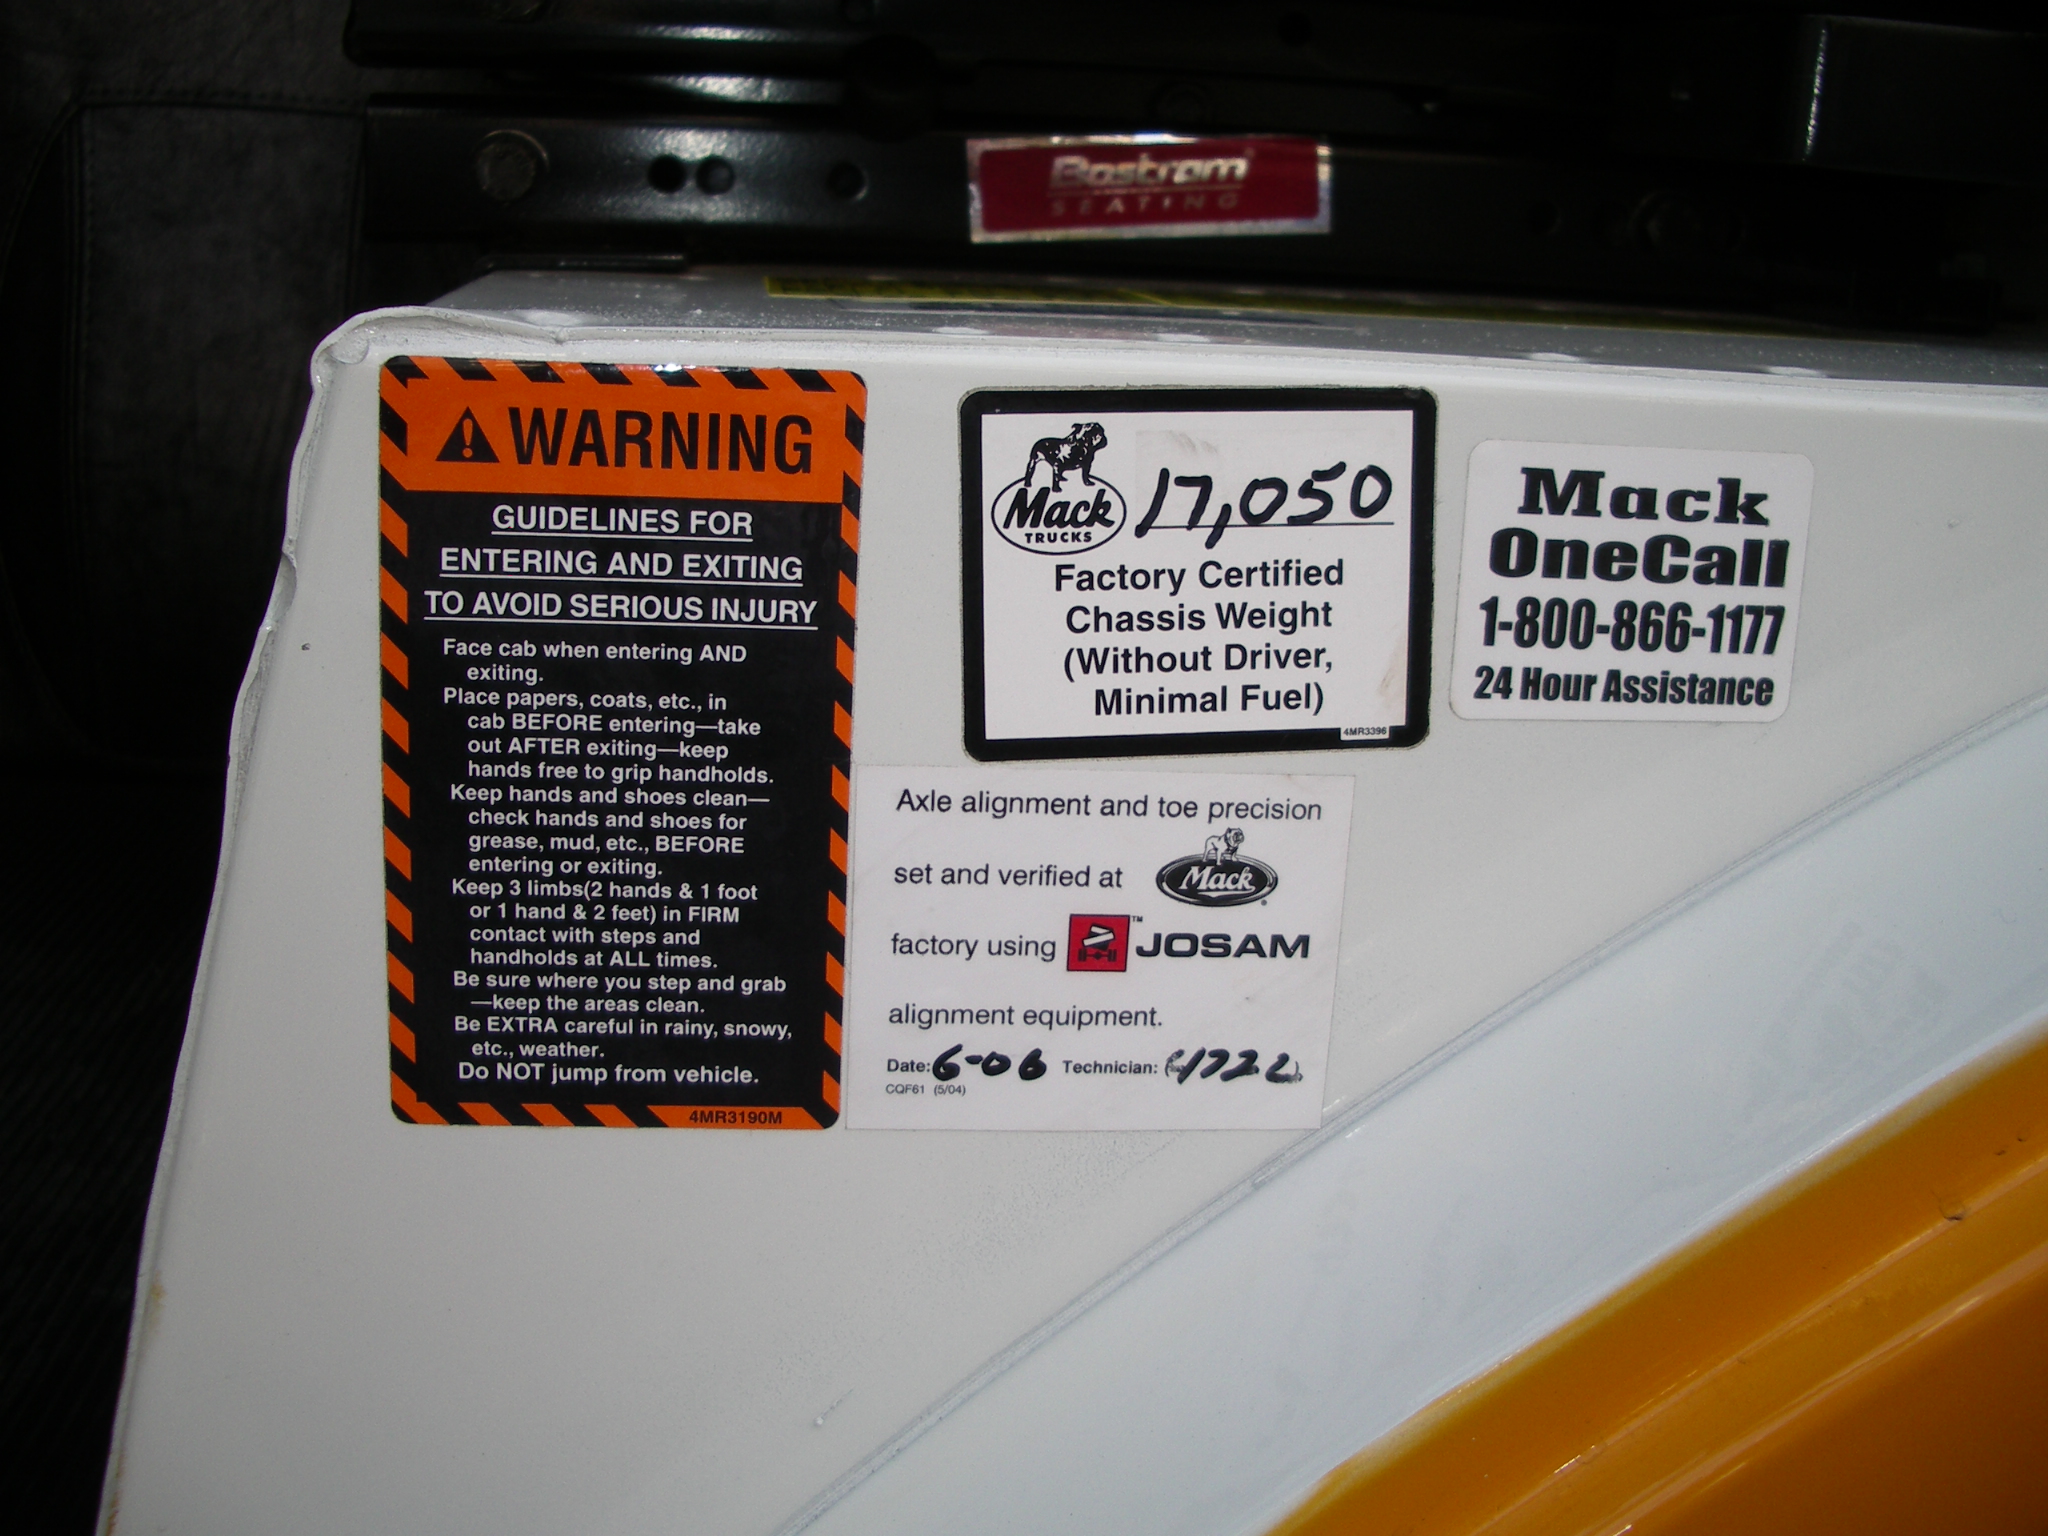 Bostrom
SEATING
WARNING
GUIDELINES FOR
ENTERING AND EXITING
TO AVOID SERIOUS INJURY
Face cab when entering AND
exiting.
Place papers, coats, etc., in
cab BEFORE entering—take
out AFTER exiting—keep
hands free to grip handholds.
Keep hands and shoes clean—
check hands and shoes for
grease, mud, etc., BEFORE
entering or exiting.
Keep 3 limbs(2 hands & 1 foot
or 1 hand & 2 feet) in FIRM
contact with steps and
handholds at ALL times.
Be sure where you step and grab
—keep the areas clean.
Be EXTRA careful in rainy, snowy,
etc., weather.
Do NOT jump from vehicle.
4MR3190M
Mack
TRUCKS
17,050
Factory Certified
Chassis Weight
(Without Driver,
Minimal Fuel)
4MR3396
Mack
OneCall
1-800-866-1177
24 Hour Assistance
Axle alignment and toe precision
set and verified at Mack
factory using JOSAM™
alignment equipment.
Date: 6-06 Technician:
CQF61 (5/04)